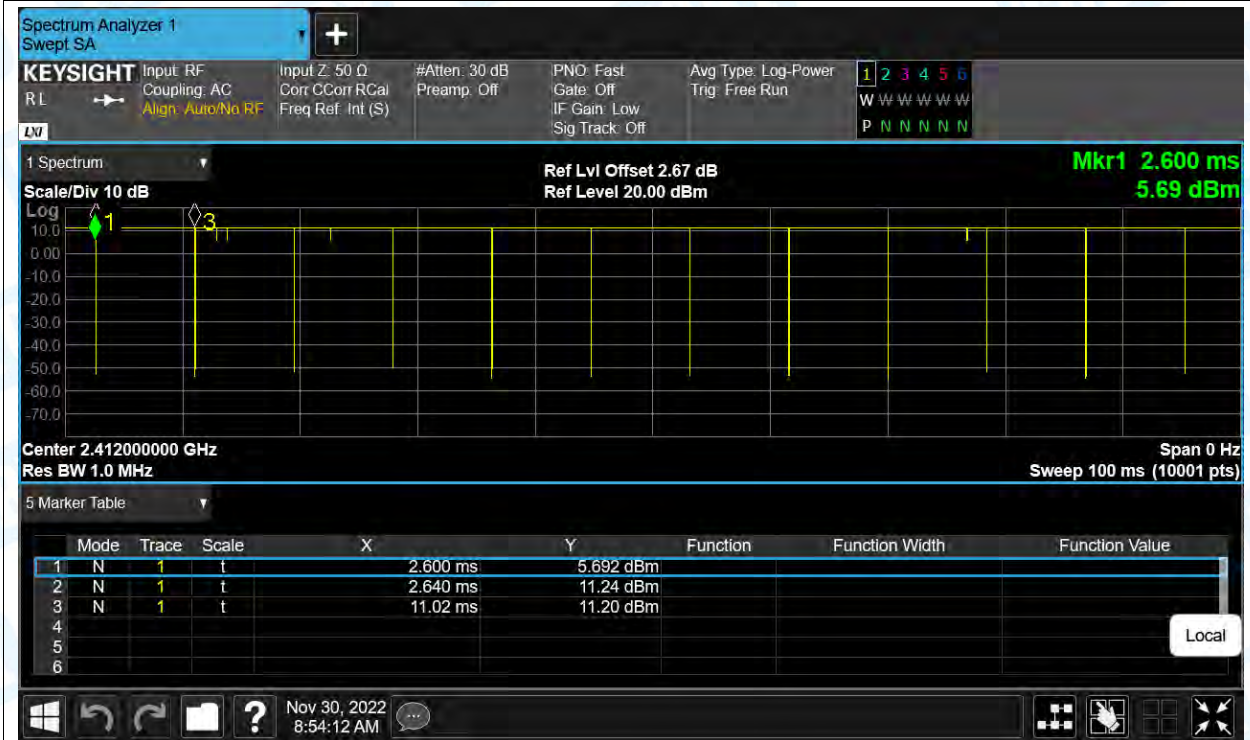 Spectrum Analyzer 1
Swept SA
+
KEYSIGHT Input: RF Input Z: 50 Ω #Atten: 30 dB PNO: Fast Avg Type: Log-Power 1 2 3 4 5 6
RL Coupling: AC Corr CCorr RCal Preamp: Off Gate: Off Trig: Free Run W W W W W W
Align: Auto/No RF Freq Ref: Int (S) IF Gain: Low P N N N N N
LXI Sig Track: Off
1 Spectrum Ref Lvl Offset 2.67 dB Mkr1 2.600 ms
Scale/Div 10 dB Ref Level 20.00 dBm 5.69 dBm
Log
1 3
10.0
0.00
-10.0
-20.0
-30.0
-40.0
-50.0
-60.0
-70.0
Center 2.412000000 GHz Span 0 Hz
Res BW 1.0 MHz Sweep 100 ms (10001 pts)
5 Marker Table
Mode Trace Scale X Y Function Function Width Function Value
1 N 1 t 2.600 ms 5.692 dBm
2 N 1 t 2.640 ms 11.24 dBm
3 N 1 t 11.02 ms 11.20 dBm
4
5
6
Local
? Nov 30, 2022
8:54:12 AM